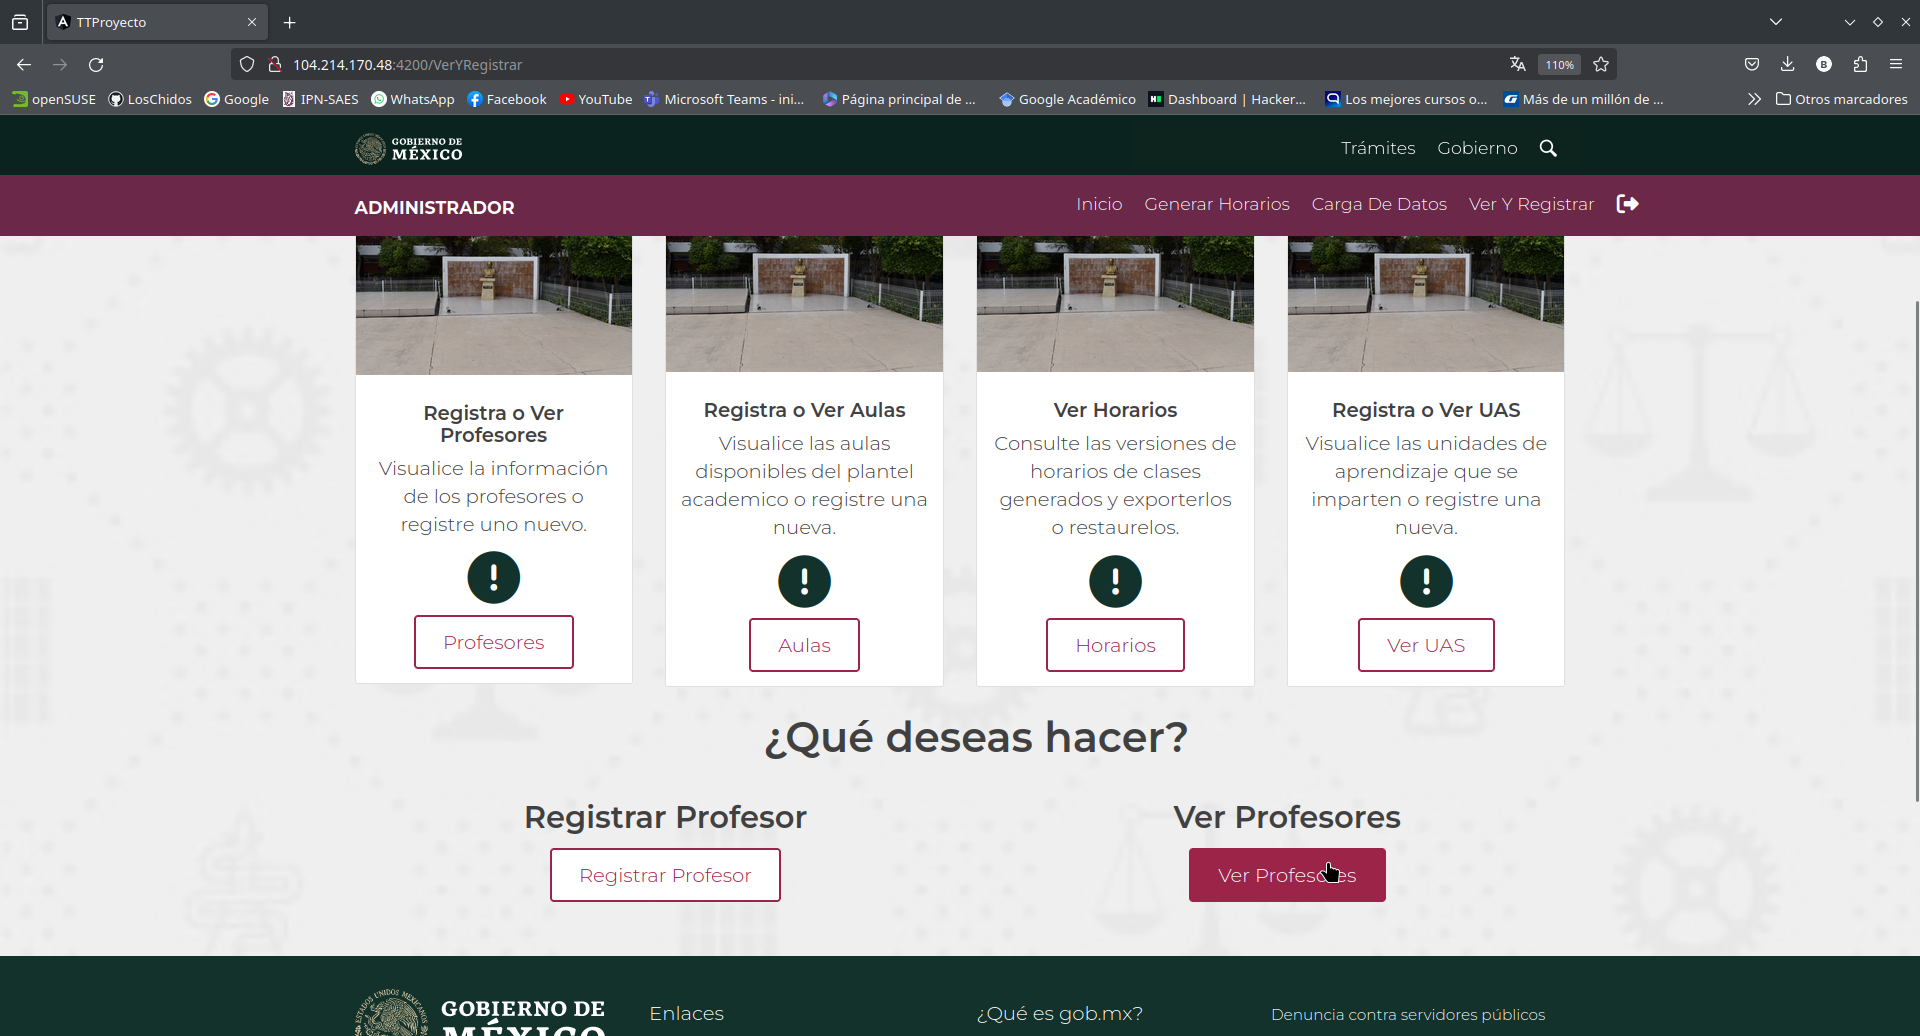 TTProyecto
104.214.170.48:4200/VerYRegistrar
110%
openSUSE
LosChidos
Google
IPN-SAES
WhatsApp
Facebook
YouTube
Microsoft Teams - ini...
Página principal de ...
Google Académico
Dashboard | Hacker...
Los mejores cursos o...
Más de un millón de ...
Otros marcadores
GOBIERNO DE
MÉXICO
Trámites
Gobierno
ADMINISTRADOR
Inicio
Generar Horarios
Carga De Datos
Ver Y Registrar
Registra o Ver
Profesores
Visualice la información
de los profesores o
registre uno nuevo.
Profesores
Registra o Ver Aulas
Visualice las aulas
disponibles del plantel
academico o registre una
nueva.
Aulas
Ver Horarios
Consulte las versiones de
horarios de clases
generados y exporterlos
o restaurelos.
Horarios
Registra o Ver UAS
Visualice las unidades de
aprendizaje que se
imparten o registre una
nueva.
Ver UAS
¿Qué deseas hacer?
Registrar Profesor
Registrar Profesor
Ver Profesores
Ver Profesores
GOBIERNO DE
MÉXICO
Enlaces
¿Qué es gob.mx?
Denuncia contra servidores públicos